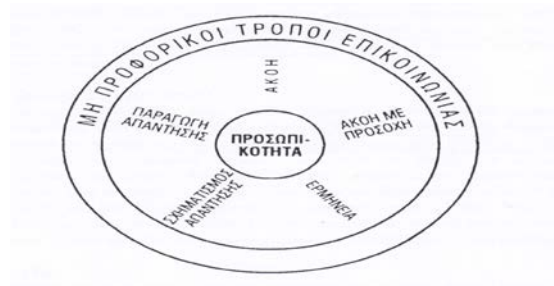 ΜΗ ΠΡΟΦΟΡΙΚΟΙ ΤΡΟΠΟΙ ΕΠΙΚΟΙΝΩΝΙΑΣ
ΑΚΟΗ
ΑΚΟΗ ΜΕ
ΠΡΟΣΟΧΗ
ΕΡΜΗΝΕΙΑ
ΣΧΗΜΑΤΙΣΜΟΣ
ΑΠΑΝΤΗΣΗΣ
ΠΑΡΑΓΩΓΗ
ΑΠΑΝΤΗΣΗΣ
ΠΡΟΣΩΠΙ-
ΚΟΤΗΤΑ